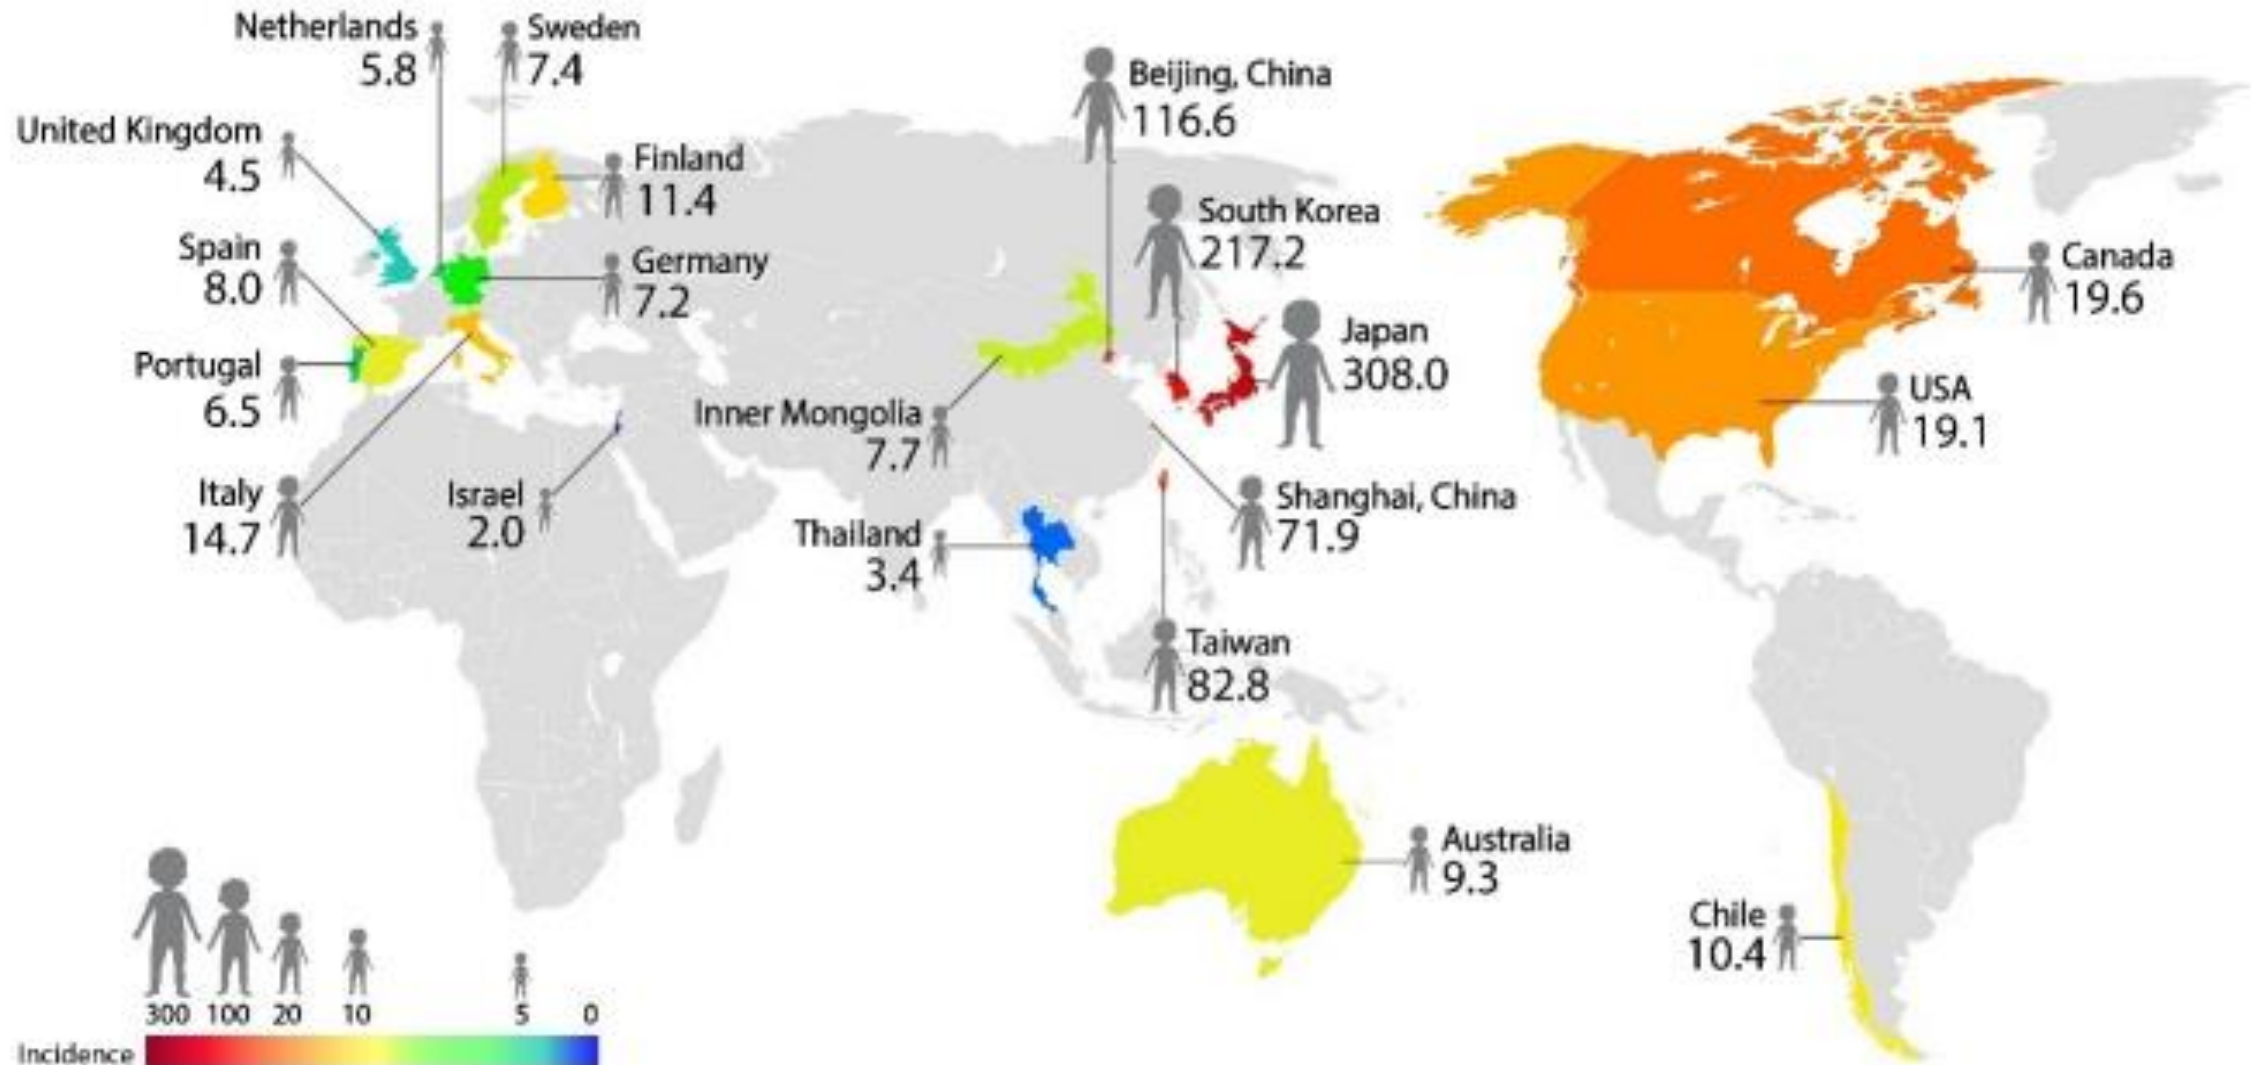 Netherlands
5.8
Sweden
7.4
Beijing, China
116.6
United Kingdom
4.5
Finland
11.4
South Korea
217.2
Spain
8.0
Germany
7.2
Canada
19.6
Japan
308.0
Portugal
6.5
Inner Mongolia
7.7
USA
19.1
Italy
14.7
Israel
2.0
Shanghai, China
71.9
Thailand
3.4
Taiwan
82.8
Australia
9.3
Chile
10.4
300 100 20 10 5 0
Incidence